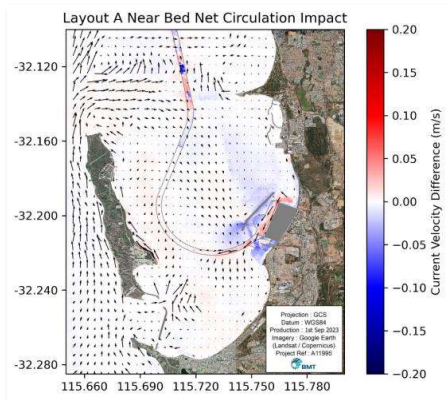 Layout A Near Bed Net Circulation Impact
-32.120
-32.160
-32.200
-32.240
-32.280
115.660 115.690 115.720 115.750 115.780
0.20
0.15
0.10
0.05
0.00
−0.05
−0.10
−0.15
−0.20
Current Velocity Difference (m/s)
Projection : GCS
Datum : WGS84
Production : 1st Sep 2023
Imagery : Google Earth
(Landsat / Copernicus)
Project Ref : A11995
BMT